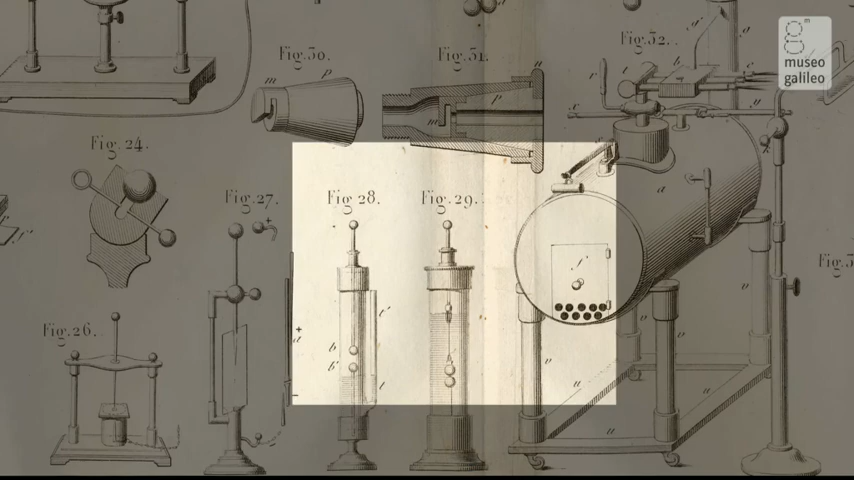 museo
galileo
Fig.30.
Fig.31.
Fig.32.
Fig.24.
Fig.27.
Fig.28.
Fig.29.
Fig.26.
m
p
n
p
m
r
t
b
x
y
a
f
b
b'
t'
t
h
v
v
v
u
u
u